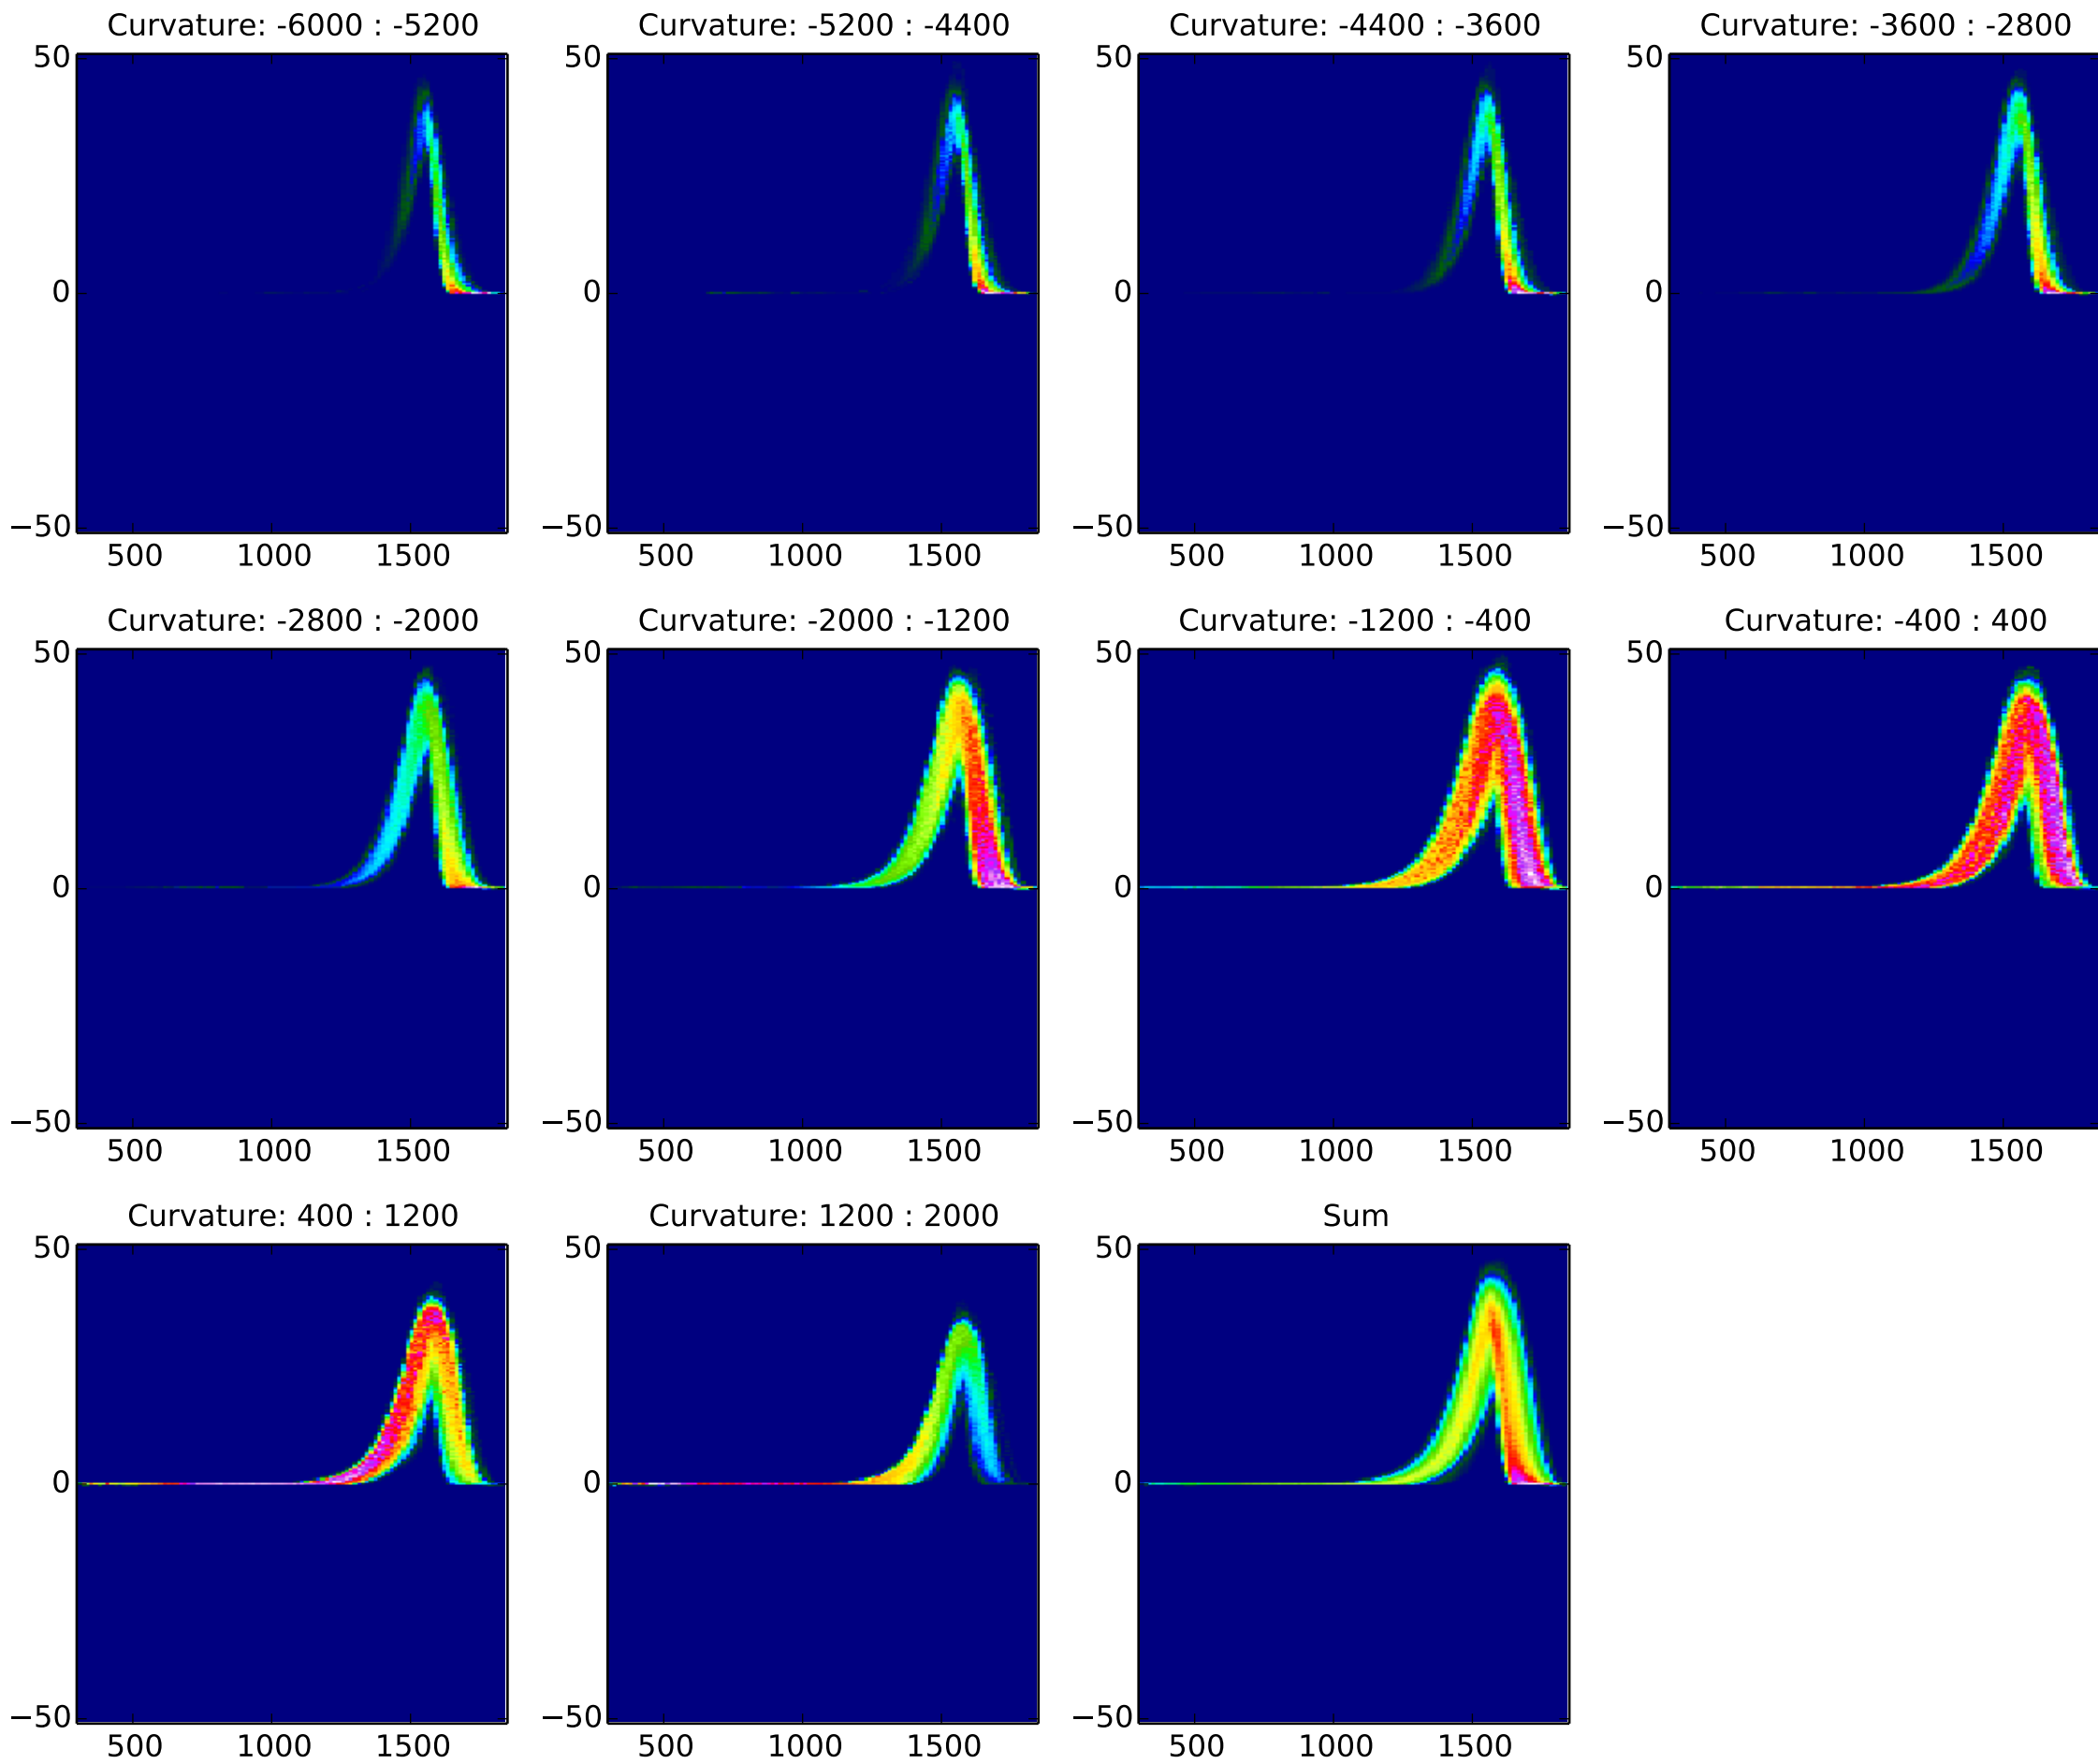 Curvature: -6000 : -5200
Curvature: -5200 : -4400
Curvature: -4400 : -3600
Curvature: -3600 : -2800
50 50 50 50
0 0 0 0
−50 −50 −50 −50
500 1000 1500 500 1000 1500 500 1000 1500 500 1000 1500
Curvature: -2800 : -2000
Curvature: -2000 : -1200
Curvature: -1200 : -400
Curvature: -400 : 400
50 50 50 50
0 0 0 0
−50 −50 −50 −50
500 1000 1500 500 1000 1500 500 1000 1500 500 1000 1500
Curvature: 400 : 1200
Curvature: 1200 : 2000
Sum
50 50 50
0 0 0
−50 −50 −50
500 1000 1500 500 1000 1500 500 1000 1500